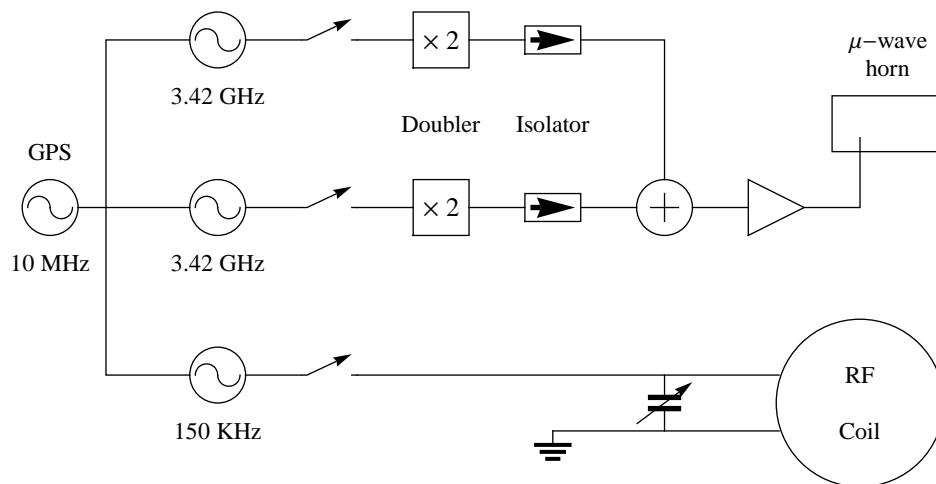 3.42 GHz
× 2
Doubler
Isolator
μ−wave
horn
GPS
10 MHz
3.42 GHz
× 2
150 KHz
RF
Coil